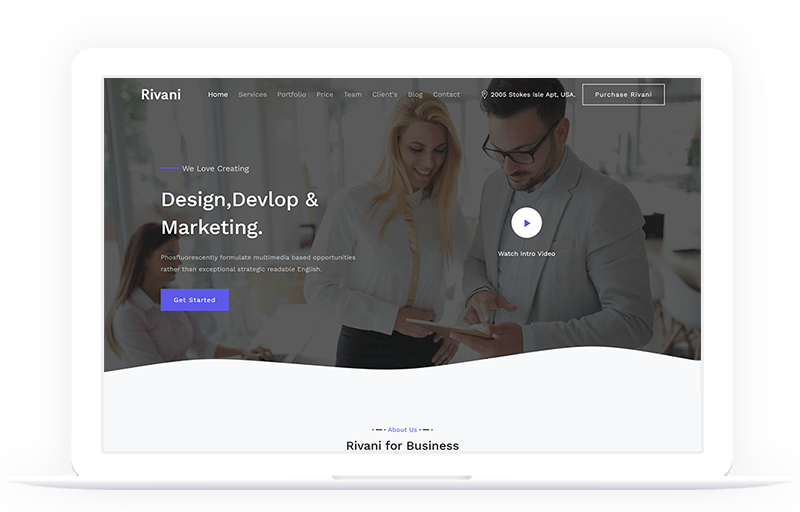 Rivani
Home Services Portfolio Price Team Client's Blog Contact
2005 Stokes Isle Apt, USA.
Purchase Rivani
We Love Creating
Design,Devlop &
Marketing.
Phosfluorescently formulate multimedia based opportunities
rather than exceptional strategic readable English.
Get Started
Watch Intro Video
About Us
Rivani for Business